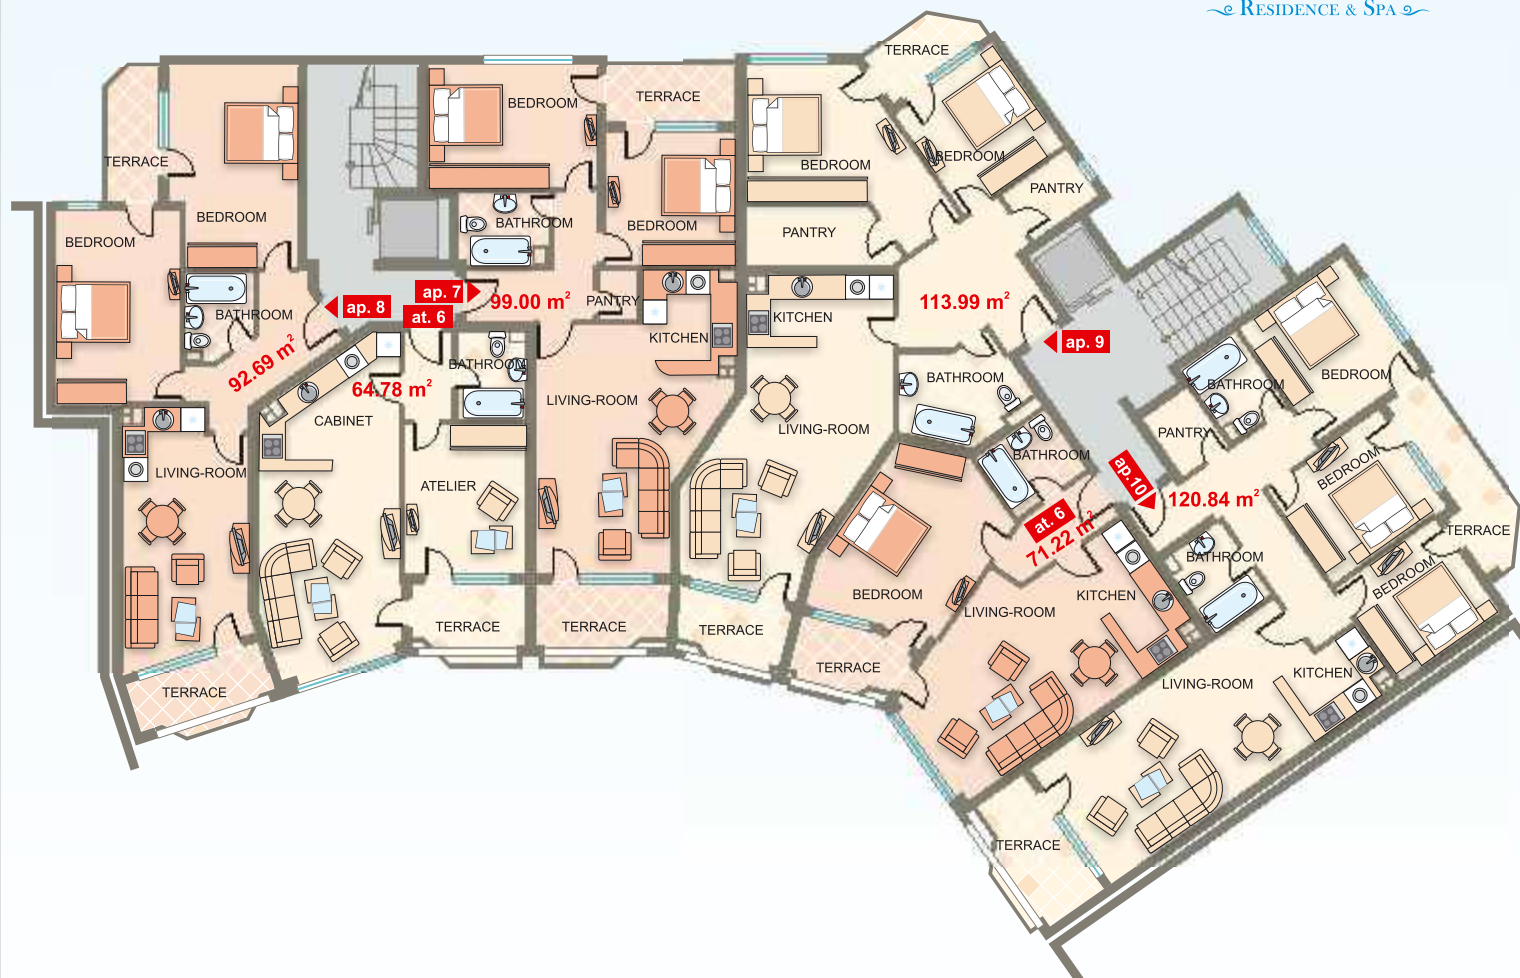 RESIDENCE & SPA
TERRACE
BEDROOM
TERRACE
BEDROOM
BEDROOM
TERRACE
BEDROOM
BATHROOM
BEDROOM
TERRACE
BEDROOM
BEDROOM
PANTRY
PANTRY
BEDROOM
BATHROOM
ap. 8
92.69 m²
LIVING-ROOM
TERRACE
ap. 7
at. 6
99.00 m²
PANTRY
KITCHEN
LIVING-ROOM
TERRACE
64.78 m²
BATHROOM
CABINET
ATELIER
TERRACE
KITCHEN
113.99 m²
ap. 9
BATHROOM
LIVING-ROOM
TERRACE
BATHROOM
at. 6
71.22 m²
BEDROOM
LIVING-ROOM
KITCHEN
TERRACE
BATHROOM
BEDROOM
PANTRY
ap.10
120.84 m²
BEDROOM
TERRACE
BATHROOM
BEDROOM
LIVING-ROOM
KITCHEN
TERRACE